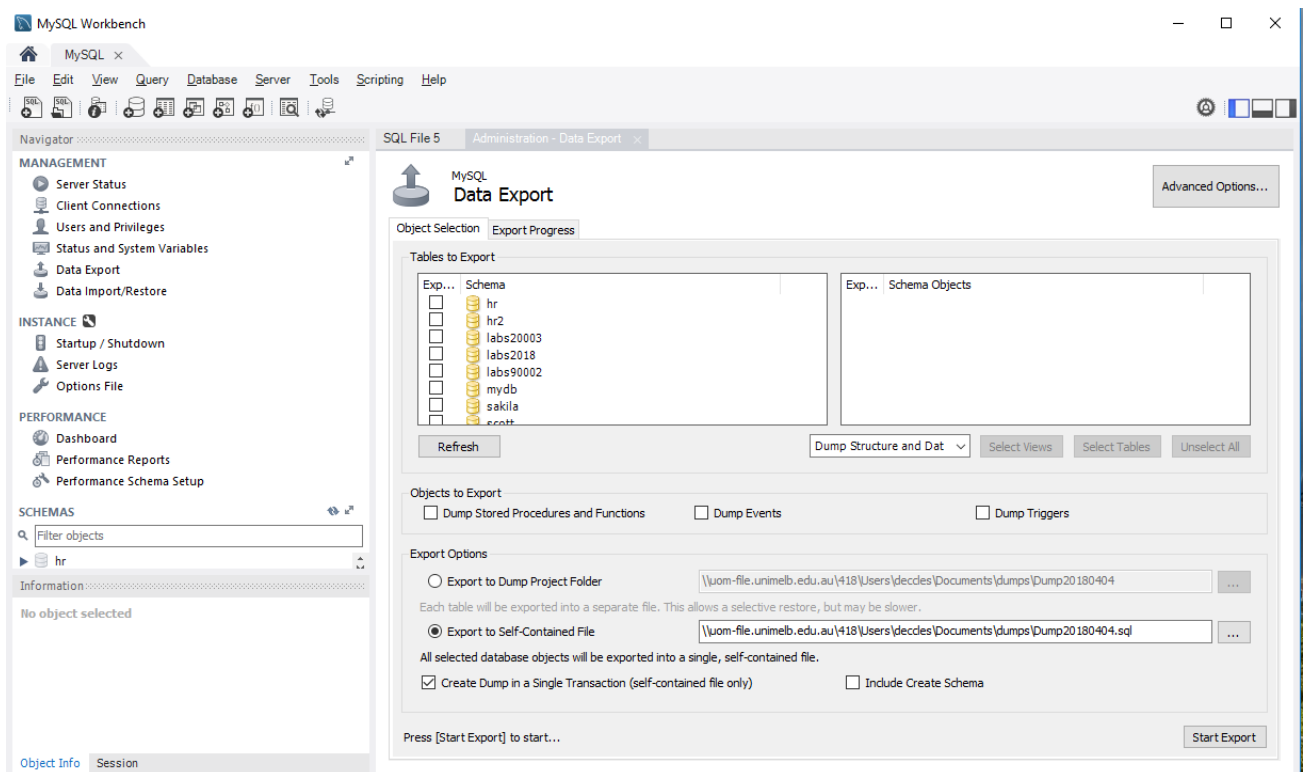 MySQL Workbench
MySQL
File Edit View Query Database Server Tools Scripting Help
Navigator
MANAGEMENT
Server Status
Client Connections
Users and Privileges
Status and System Variables
Data Export
Data Import/Restore
INSTANCE
Startup / Shutdown
Server Logs
Options File
PERFORMANCE
Dashboard
Performance Reports
Performance Schema Setup
SCHEMAS
Filter objects
hr
Information
No object selected
Object Info Session
SQL File 5 Administration - Data Export
MySQL
Data Export
Advanced Options...
Object Selection Export Progress
Tables to Export
Exp... Schema
hr
hr2
labs20003
labs2018
labs90002
mydb
sakila
scott
Exp... Schema Objects
Refresh Dump Structure and Dat Select Views Select Tables Unselect All
Objects to Export
Dump Stored Procedures and Functions Dump Events Dump Triggers
Export Options
Export to Dump Project Folder \\uom-file.unimelb.edu.au\418\Users\deccles\Documents\dumps\Dump20180404 ...
Each table will be exported into a separate file. This allows a selective restore, but may be slower.
Export to Self-Contained File \\uom-file.unimelb.edu.au\418\Users\deccles\Documents\dumps\Dump20180404.sql ...
All selected database objects will be exported into a single, self-contained file.
Create Dump in a Single Transaction (self-contained file only) Include Create Schema
Press [Start Export] to start... Start Export